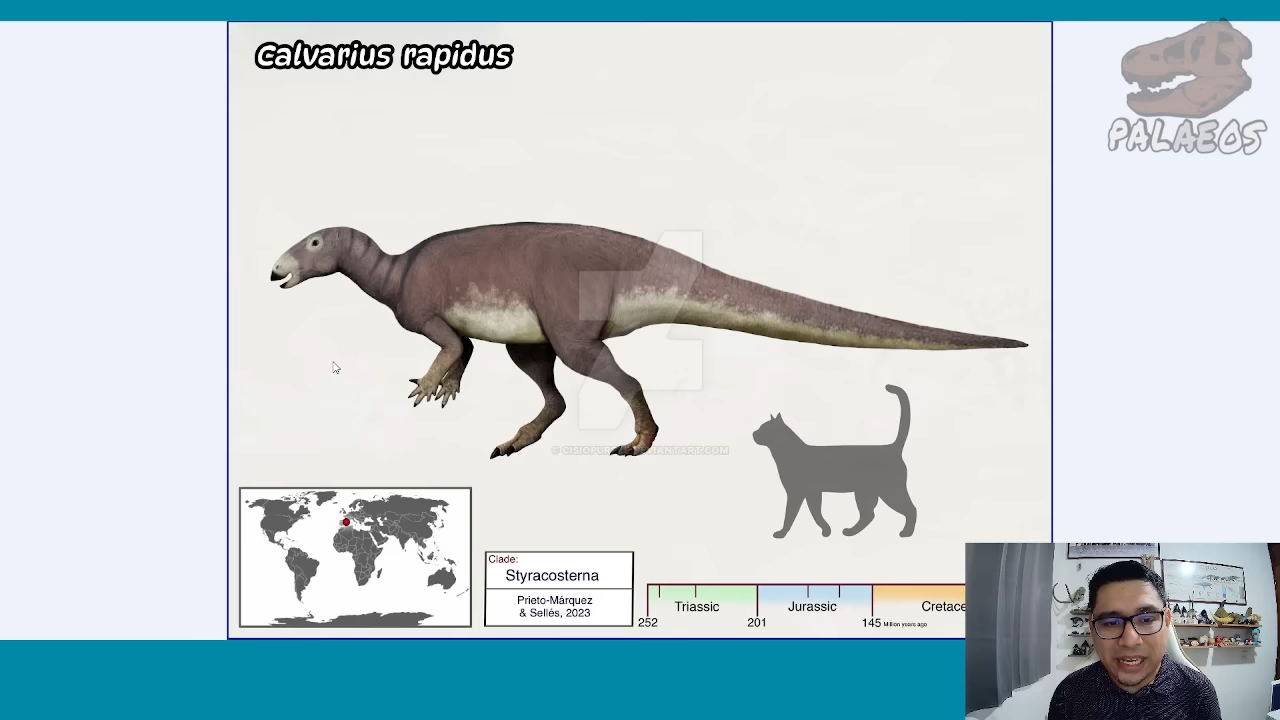 Calvarius rapidus
PALAEOS
Clade:
Styracosterna
Prieto-Márquez
& Sellés, 2023
Triassic
Jurassic
Cretace
252
201
145 Million years ago